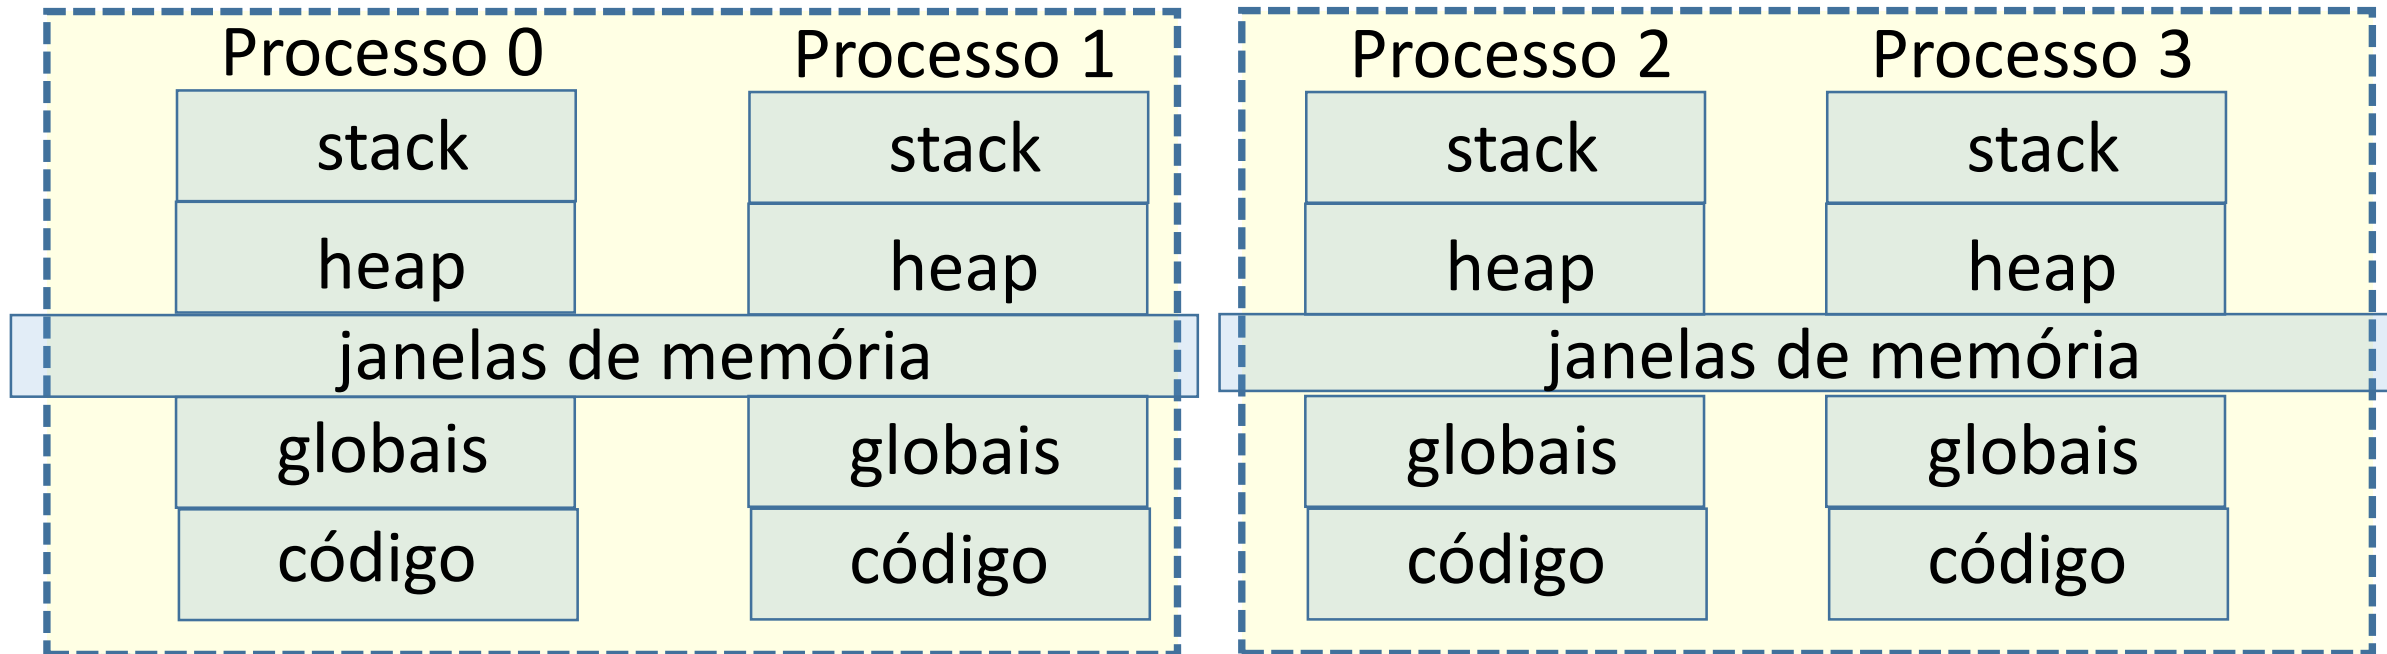 Processo 0
stack
heap
Processo 1
stack
heap
janelas de memória
globais
código
globais
código
Processo 2
stack
heap
Processo 3
stack
heap
janelas de memória
globais
código
globais
código